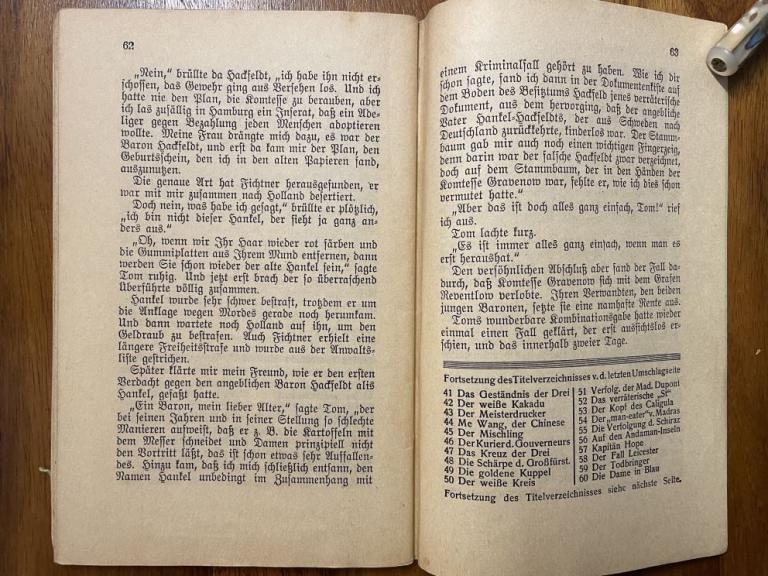 62
„Nein,“ brüllte da Hackfeldt, „ich habe ihn nicht er-
schossen, das Gewehr ging aus Versehen los. Und ich
hatte nie den Plan, die Komtesse zu berauben, aber
ich las zufällig in Hamburg ein Inserat, daß ein Ade-
liger gegen Bezahlung jeden Menschen adoptieren
wollte. Meine Frau drängte mich dazu, es war der
Baron Hackfeldt, und erst da kam mir der Plan, den
Geburtsschein, den ich in den alten Papieren fand,
auszunutzen.
Die genaue Art hat Fichtner herausgefunden, er
war mit mir zusammen nach Holland desertiert.
Doch nein, was habe ich gesagt,“ brüllte er plötzlich,
„ich bin nicht dieser Hankel, der sieht ja ganz an-
ders aus.“
„Oh, wenn wir Ihr Haar wieder rot färben und
die Gummiplatten aus Ihrem Mund entfernen, dann
werden Sie schon wieder der alte Hankel sein,“ sagte
Tom ruhig. Und jetzt erst brach der so überraschend
Überführte völlig zusammen.
Hankel wurde sehr schwer bestraft, trotzdem er um
die Anklage wegen Mordes gerade noch herumkam.
Und dann wartete noch Holland auf ihn, um den
Geldraub zu bestrafen. Auch Fichtner erhielt eine
längere Freiheitsstrafe und wurde aus der Anwalts-
liste gestrichen.
Später klärte mir mein Freund, wie er den ersten
Verdacht gegen den angeblichen Baron Hackfeldt alis
Hankel, gefaßt hatte.
„Ein Baron, mein lieber Alter,“ sagte Tom, „der
bei seinen Jahren und in seiner Stellung so schlechte
Manieren aufweist, daß er z. B. die Kartoffeln mit
dem Messer schneidet und Damen prinzipiell nicht
den Vortritt läßt, das ist schon etwas sehr Auffallen-
des. Hinzu kam, daß ich mich schließlich entsann, den
Namen Hankel unbedingt im Zusammenhang mit
63
einem Kriminalfall gehört zu haben. Wie ich dir
schon sagte, fand ich dann in der Dokumentenkiste auf
dem Boden des Besitztums Hackfeld jenes verräterische
Dokument, aus dem hervorging, daß der angebliche
Vater Hankel-Hackfeldts, der aus Schweden nach
Deutschland zurückkehrte, kinderlos war. Der Stamm-
baum gab mir auch noch einen wichtigen Fingerzeig,
denn darin war der falsche Hackfeldt zwar verzeichnet,
doch auf dem Stammbaum, der in den Händen der
Komtesse Gravenow war, fehlte er, wie ich dies schon
vermutet hatte.“
„Aber das ist doch alles ganz einfach, Tom!“ rief
ich aus.
Tom lachte kurz.
„Es ist immer alles ganz einfach, wenn man es
erst heraushat.“
Den versöhnlichen Abschluß aber fand der Fall da-
durch, daß Komtesse Gravenow sich mit dem Grafen
Reventlow verlobte. Ihren Verwandten, den beiden
jungen Baronen, setzte sie eine namhafte Rente aus.
Toms wunderbare Kombinationsgabe hatte wieder
einmal einen Fall geklärt, der erst aussichtslos er-
schien, und das innerhalb zweier Tage.
Fortsetzung des Titelverzeichnisses v. d. letzten Umschlagseite
41 Das Geständnis der Drei
42 Der weiße Kakadu
43 Der Meisterdrucker
44 Me Wang, der Chinese
45 Der Mischling
46 Der Kurierd. Gouverneurs
47 Das Kreuz der Drei
48 Die Schärpe d. Großfürst.
49 Die goldene Kuppel
50 Der weiße Kreis
51 Verfolg. der Mad. Dupont
52 Das verräterische „St“
53 Der Kopf des Caligula
54 Der „man-eater“ v. Madras
55 Die Verfolgung d. Schiraz
56 Auf den Andaman-Inseln
57 Kapitän Hope
58 Der Fall Leicester
59 Der Todbringer
60 Die Dame in Blau
Fortsetzung des Titelverzeichnisses siehe nächste Seite.